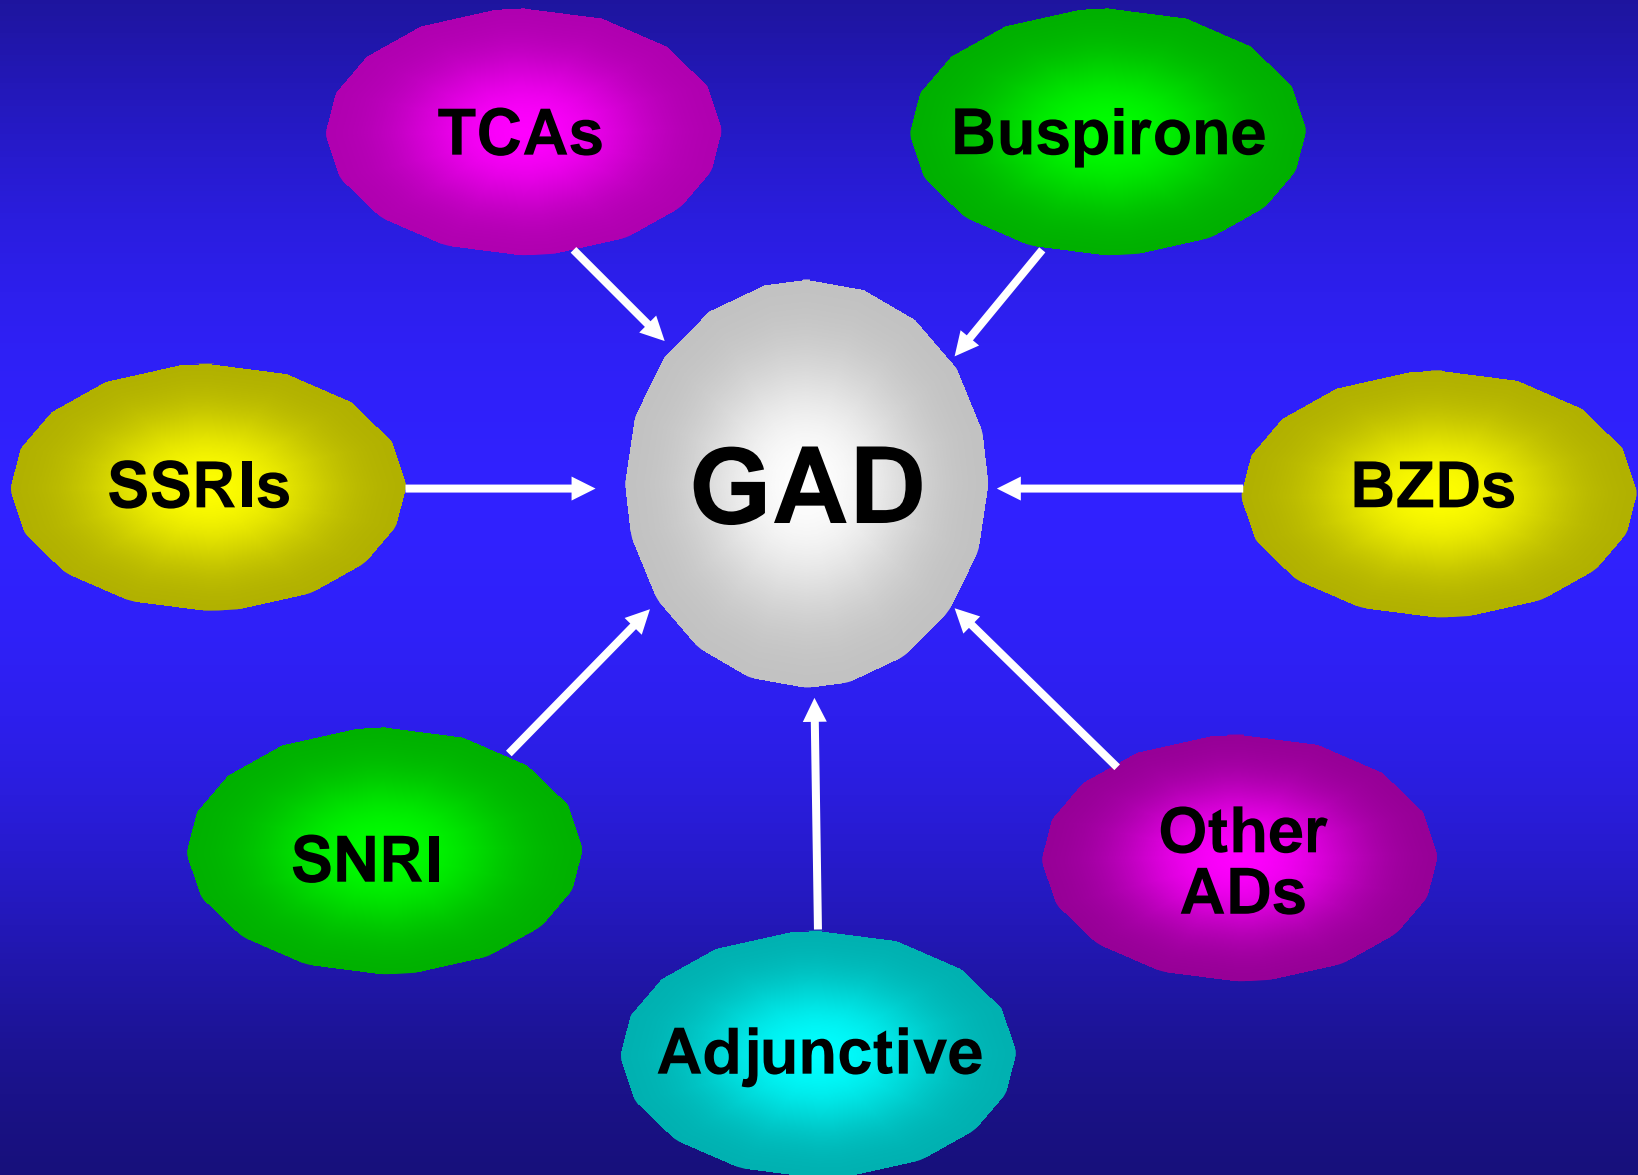 TCAs
Buspirone
SSRIs
GAD
BZDs
SNRI
Other
ADs
Adjunctive